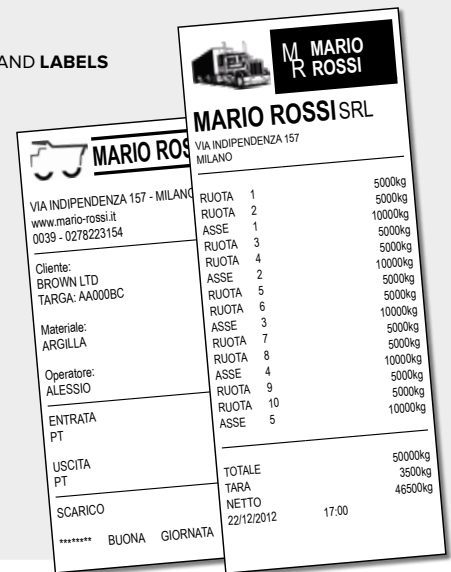 AND LABELS
MARIO ROS
VIA INDIPENDENZA 157 - MILANO
www.mario-rossi.it
0039 - 0278223154
Cliente:
BROWN LTD
TARGA: AA000BC
Materiale:
ARGILLA
Operatore:
ALESSIO
ENTRATA
PT
USCITA
PT
SCARICO
******** BUONA GIORNATA
MR MARIO ROSSI
MARIO ROSSI SRL
VIA INDIPENDENZA 157
MILANO
RUOTA 1 5000kg
RUOTA 2 5000kg
ASSE 1 10000kg
RUOTA 3 5000kg
RUOTA 4 5000kg
ASSE 2 10000kg
RUOTA 5 5000kg
RUOTA 6 5000kg
ASSE 3 10000kg
RUOTA 7 5000kg
RUOTA 8 5000kg
ASSE 4 10000kg
RUOTA 9 5000kg
RUOTA 10 5000kg
ASSE 5 10000kg
TOTALE 50000kg
TARA 3500kg
NETTO 46500kg
22/12/2012 17:00